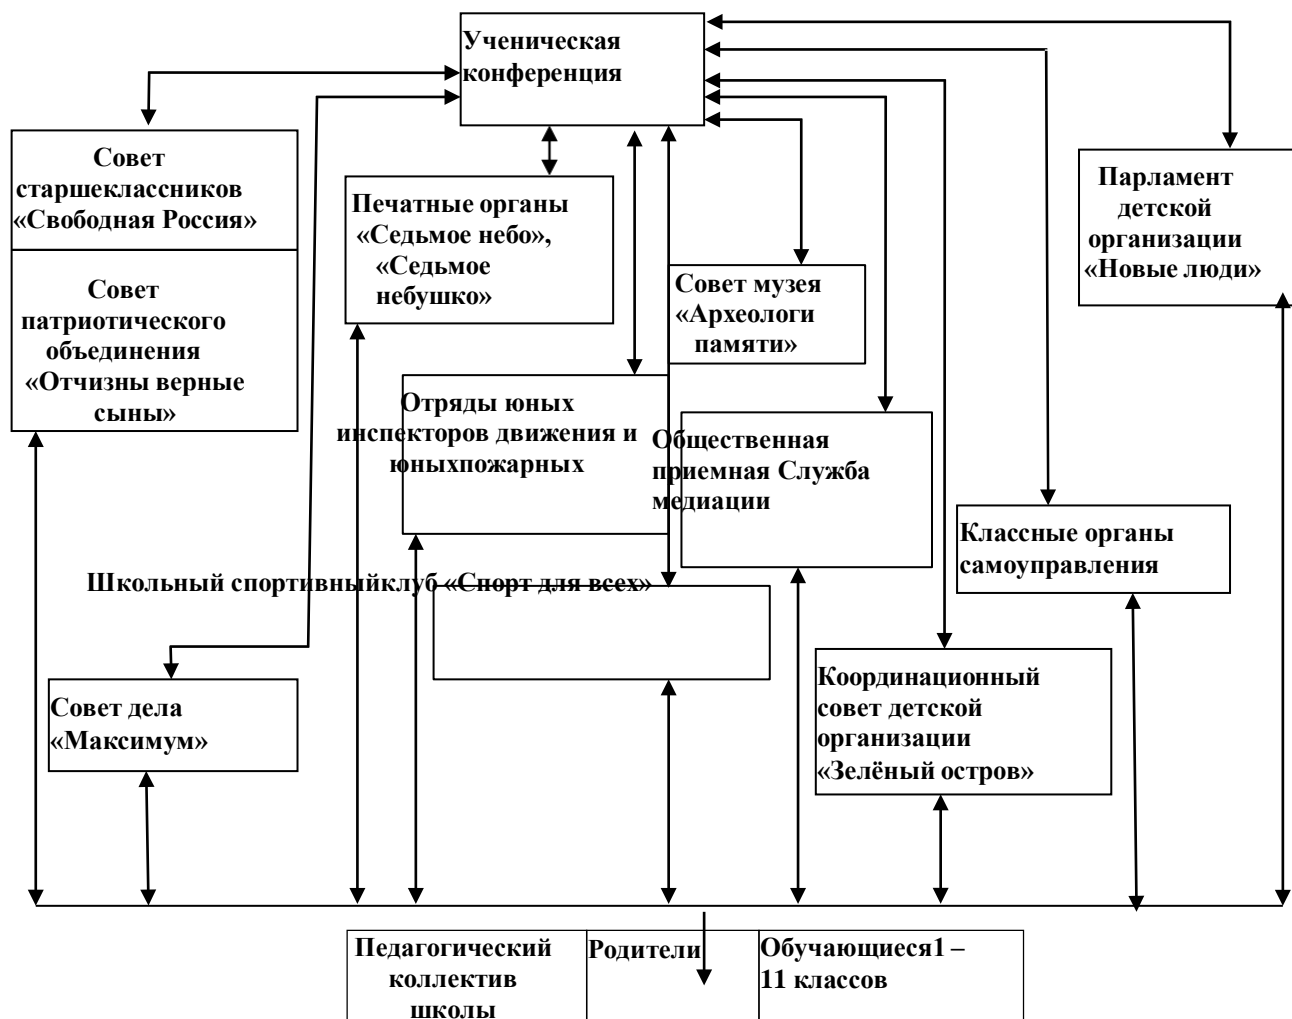 Ученическая
конференция
Совет
старшеклассников
«Свободная Россия»
Совет
патриотического
объединения
«Отчизны верные
сыны»
Печатные органы
«Седьмое небо»,
«Седьмое
небушко»
Совет музея
«Археологи
памяти»
Парламент
детской
организации
«Новые люди»
Отряды юных
инспекторов движения и
юныхпожарных
Общественная
приемная Служба
медиации
Классные органы
самоуправления
Школьный спортивныйклуб «Спорт для всех»
Совет дела
«Максимум»
Координационный
совет детской
организации
«Зелёный остров»
Педагогический
коллектив
школы
Родители
Обучающиеся1 –
11 классов